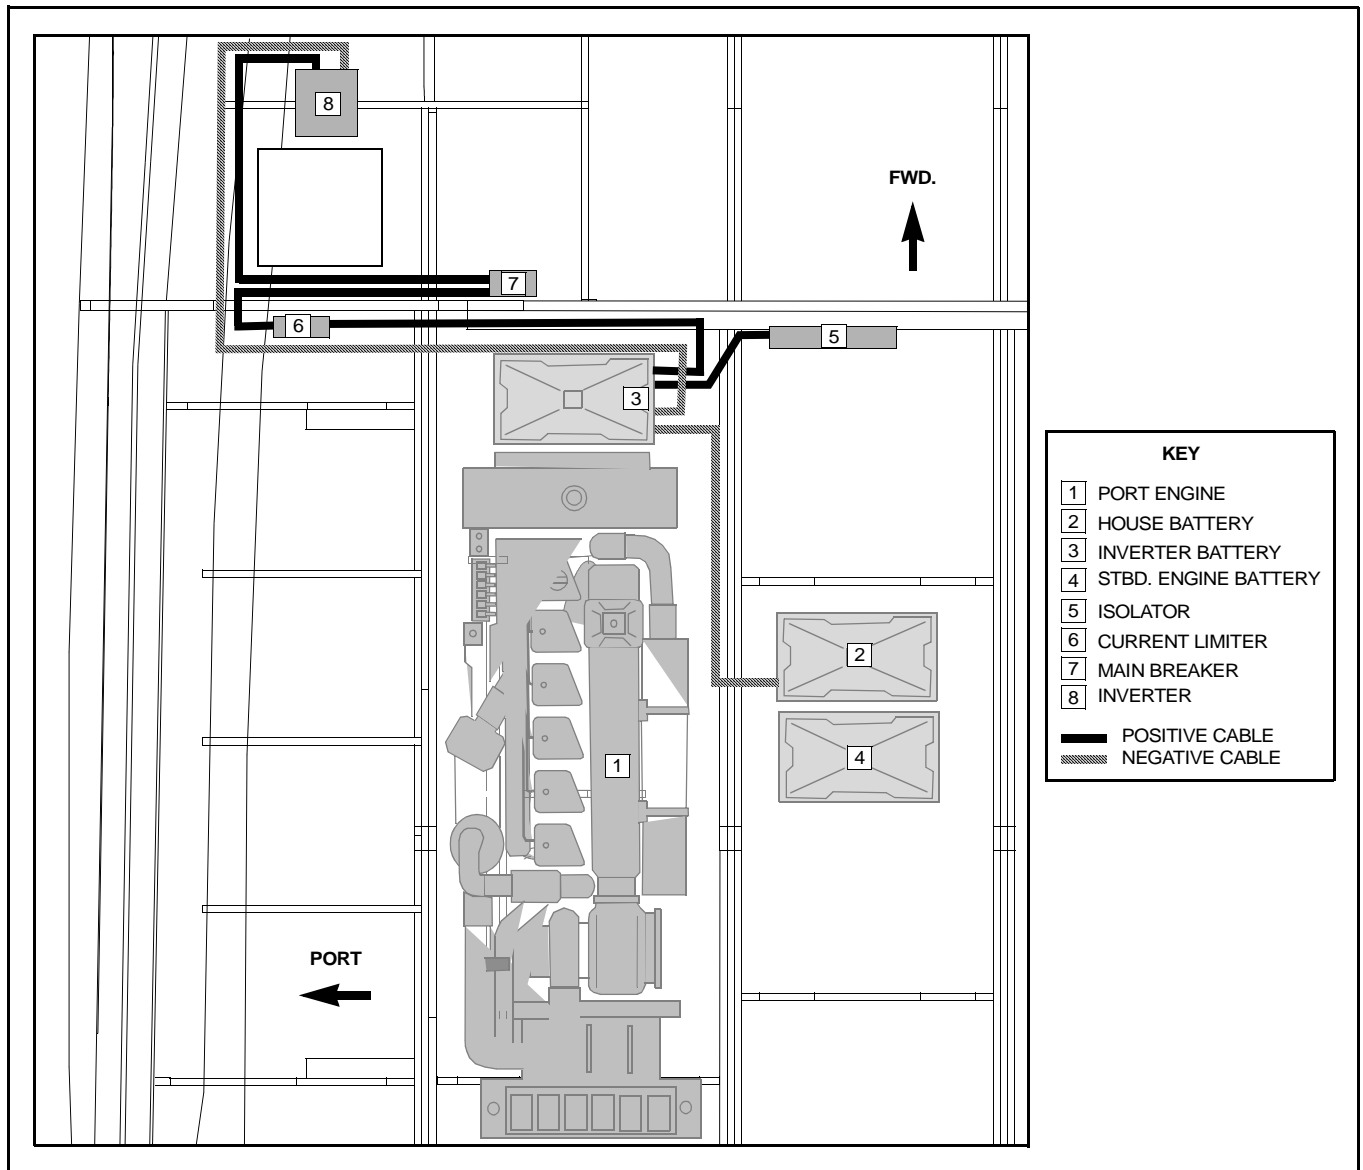 8
FWD.
7
6
5
3
2
4
1
PORT
KEY
1 PORT ENGINE
2 HOUSE BATTERY
3 INVERTER BATTERY
4 STBD. ENGINE BATTERY
5 ISOLATOR
6 CURRENT LIMITER
7 MAIN BREAKER
8 INVERTER
POSITIVE CABLE
NEGATIVE CABLE